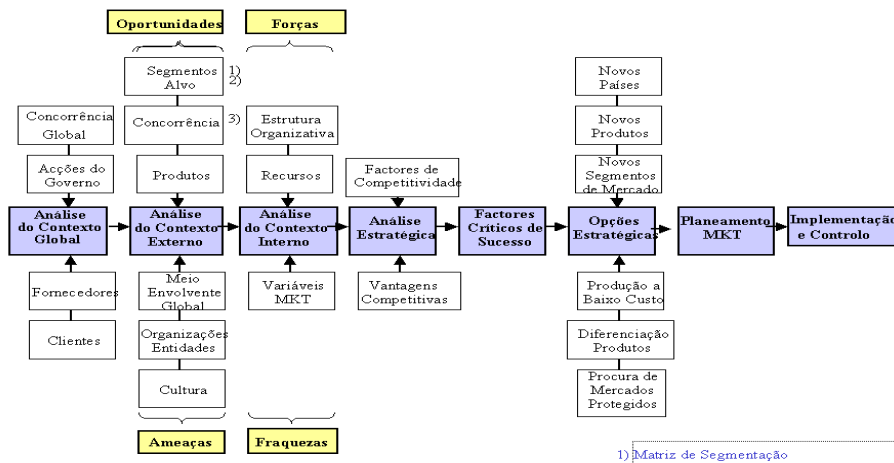 Oportunidades
Forças
Segmentos
Alvo
1)
2)
Novos
Países
Concorrência
Global
Concorrência
3)
Estrutura
Organizativa
Novos
Produtos
Acções do
Governo
Produtos
Recursos
Factores de
Competitividade
Novos
Segmentos
de Mercado
Análise
do Contexto
Global
Análise
do Contexto
Externo
Análise
do Contexto
Interno
Análise
Estratégica
Factores
Críticos de
Sucesso
Opções
Estratégicas
Planeamento
MKT
Implementação
e Controlo
Fornecedores
Meio
Envolvente
Global
Variáveis
MKT
Vantagens
Competitivas
Produção a
Baixo Custo
Clientes
Organizações
Entidades
Diferenciação
Produtos
Cultura
Procura de
Mercados
Protegidos
Ameaças
Fraquezas
1) Matriz de Segmentação